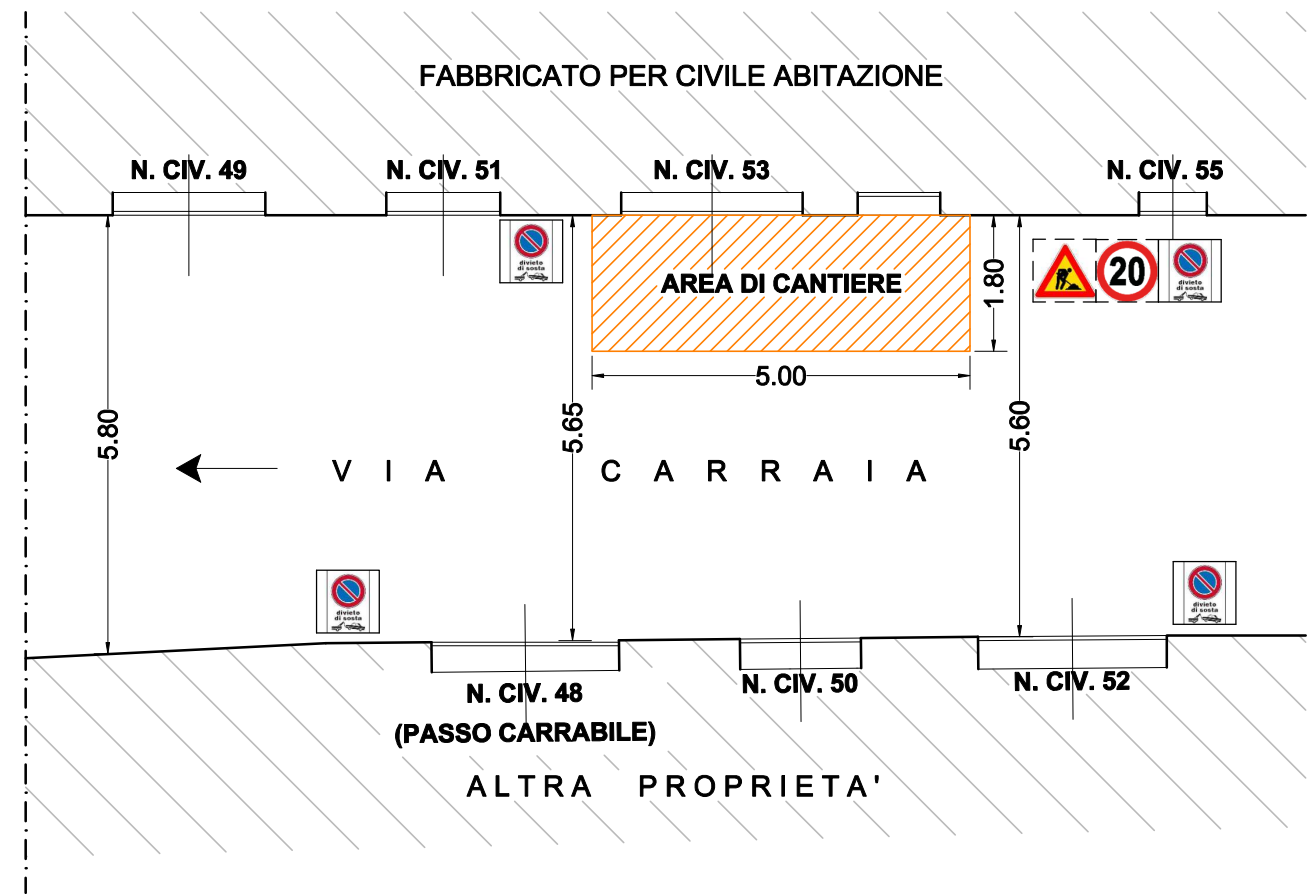 FABBRICATO PER CIVILE ABITAZIONE
N. CIV. 49
N. CIV. 51
N. CIV. 53
N. CIV. 55
divieto
di sosta
AREA DI CANTIERE
1.80
20
divieto
di sosta
5.00
5.80
5.65
5.60
VIA CARRAIA
divieto
di sosta
divieto
di sosta
N. CIV. 48
(PASSO CARRABILE)
N. CIV. 50
N. CIV. 52
ALTRA PROPRIETA'